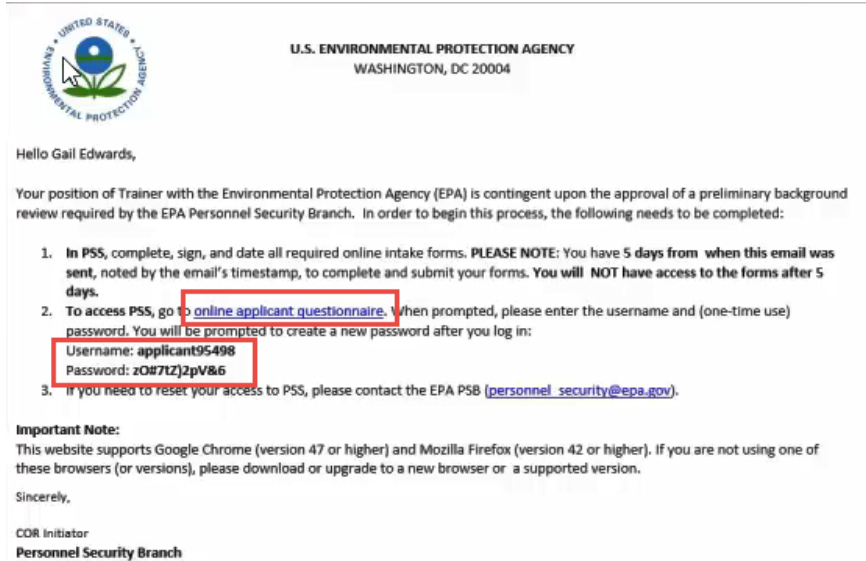 UNITED STATES
ENVIRONMENTAL PROTECTION AGENCY
U.S. ENVIRONMENTAL PROTECTION AGENCY
WASHINGTON, DC 20004
Hello Gail Edwards,
Your position of Trainer with the Environmental Protection Agency (EPA) is contingent upon the approval of a preliminary background
review required by the EPA Personnel Security Branch. In order to begin this process, the following needs to be completed:
1. In PSS, complete, sign, and date all required online intake forms. PLEASE NOTE: You have 5 days from when this email was
sent, noted by the email's timestamp, to complete and submit your forms. You will NOT have access to the forms after 5
days.
2. To access PSS, go to online applicant questionnaire. When prompted, please enter the username and (one-time use)
password. You will be prompted to create a new password after you log in:
Username: applicant95498
Password: zO#7tZ)2pV&6
3. If you need to reset your access to PSS, please contact the EPA PSB (personnel_security@epa.gov).
Important Note:
This website supports Google Chrome (version 47 or higher) and Mozilla Firefox (version 42 or higher). If you are not using one of
these browsers (or versions), please download or upgrade to a new browser or a supported version.
Sincerely,
COR Initiator
Personnel Security Branch